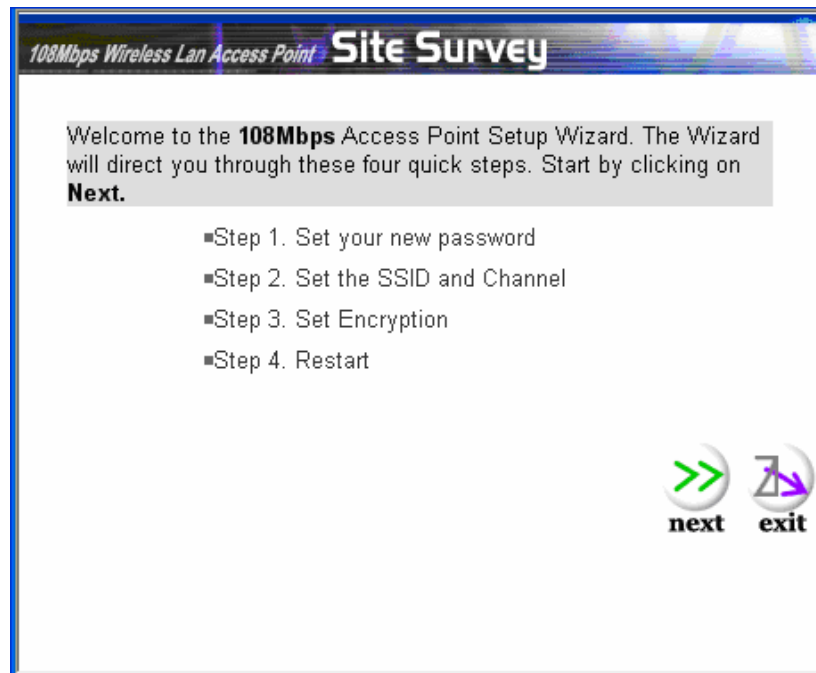 108Mbps Wireless Lan Access Point Site Survey
Welcome to the 108Mbps Access Point Setup Wizard. The Wizard
will direct you through these four quick steps. Start by clicking on
Next.
Step 1. Set your new password
Step 2. Set the SSID and Channel
Step 3. Set Encryption
Step 4. Restart
next exit